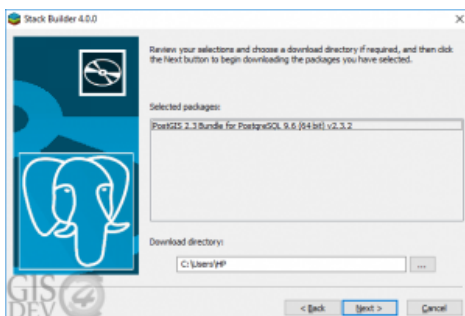 Stack Builder 4.0.0
Review your selections and choose a download directory if required, and then click
the Next button to begin downloading the packages you have selected.
Selected packages:
PostGIS 2.3 Bundle for PostgreSQL 9.6 (64 bit) v2.3.2
Download directory:
C:\Users\HP
...
GIS
DEV
< Back
Next >
Cancel